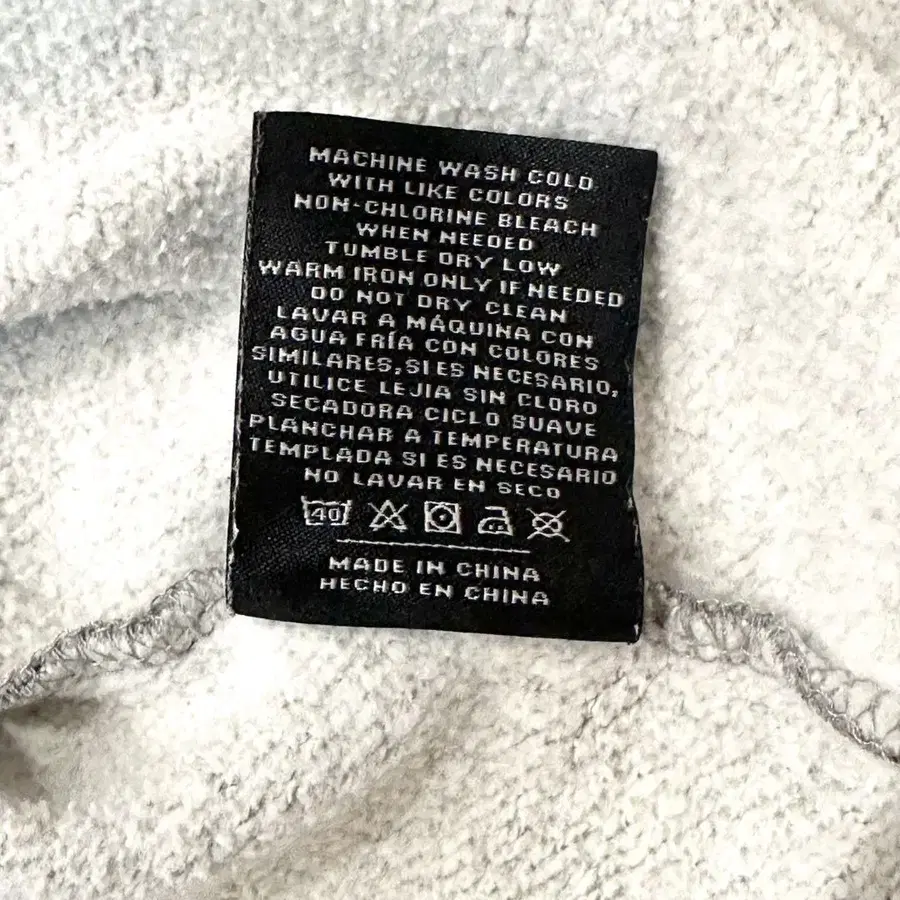 MACHINE WASH COLD
WITH LIKE COLORS
NON-CHLORINE BLEACH
WHEN NEEDED
TUMBLE DRY LOW
WARM IRON ONLY IF NEEDED
DO NOT DRY CLEAN
LAVAR A MÁQUINA CON
AGUA FRÍA CON COLORES
SIMILARES, SI ES NECESARIO,
UTILICE LEJIA SIN CLORO
SECADORA CICLO SUAVE
PLANCHAR A TEMPERATURA
TEMPLADA SI ES NECESARIO
NO LAVAR EN SECO
40
MADE IN CHINA
HECHO EN CHINA